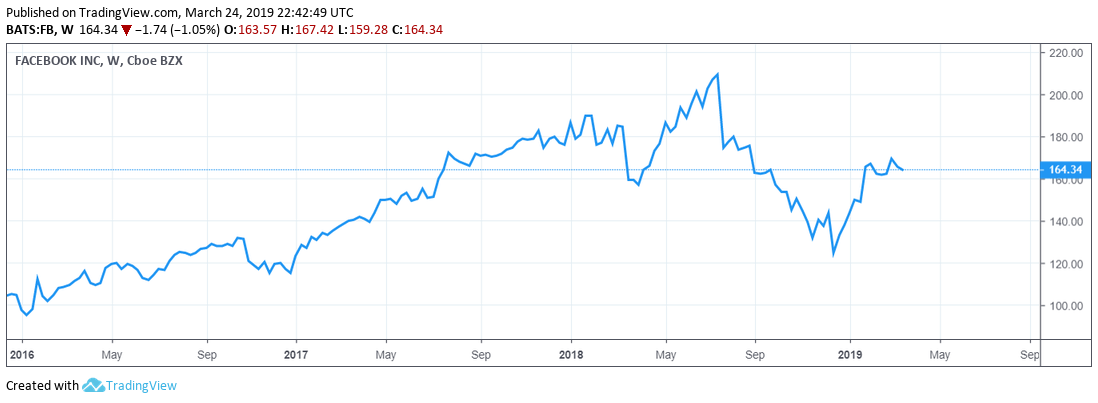 Published on TradingView.com, March 24, 2019 22:42:49 UTC
BATS:FB, W 164.34 ▼ −1.74 (−1.05%) O:163.57 H:167.42 L:159.28 C:164.34
FACEBOOK INC, W, Cboe BZX
220.00
200.00
180.00
164.34
160.00
140.00
120.00
100.00
2016 May Sep 2017 May Sep 2018 May Sep 2019 May Sep
Created with TradingView